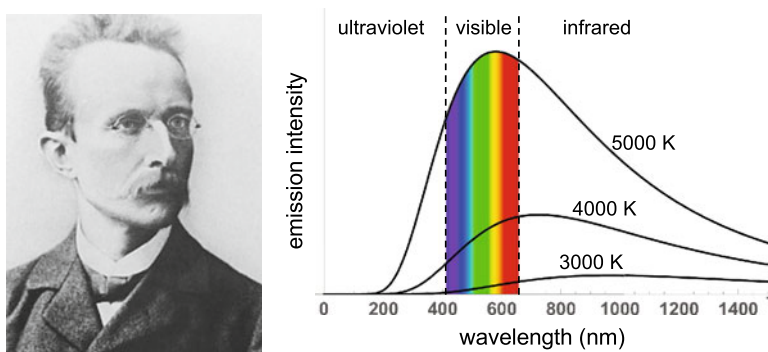 ultraviolet visible infrared
emission intensity
5000 K
4000 K
3000 K
0 200 400 600 800 1000 1200 1400
wavelength (nm)